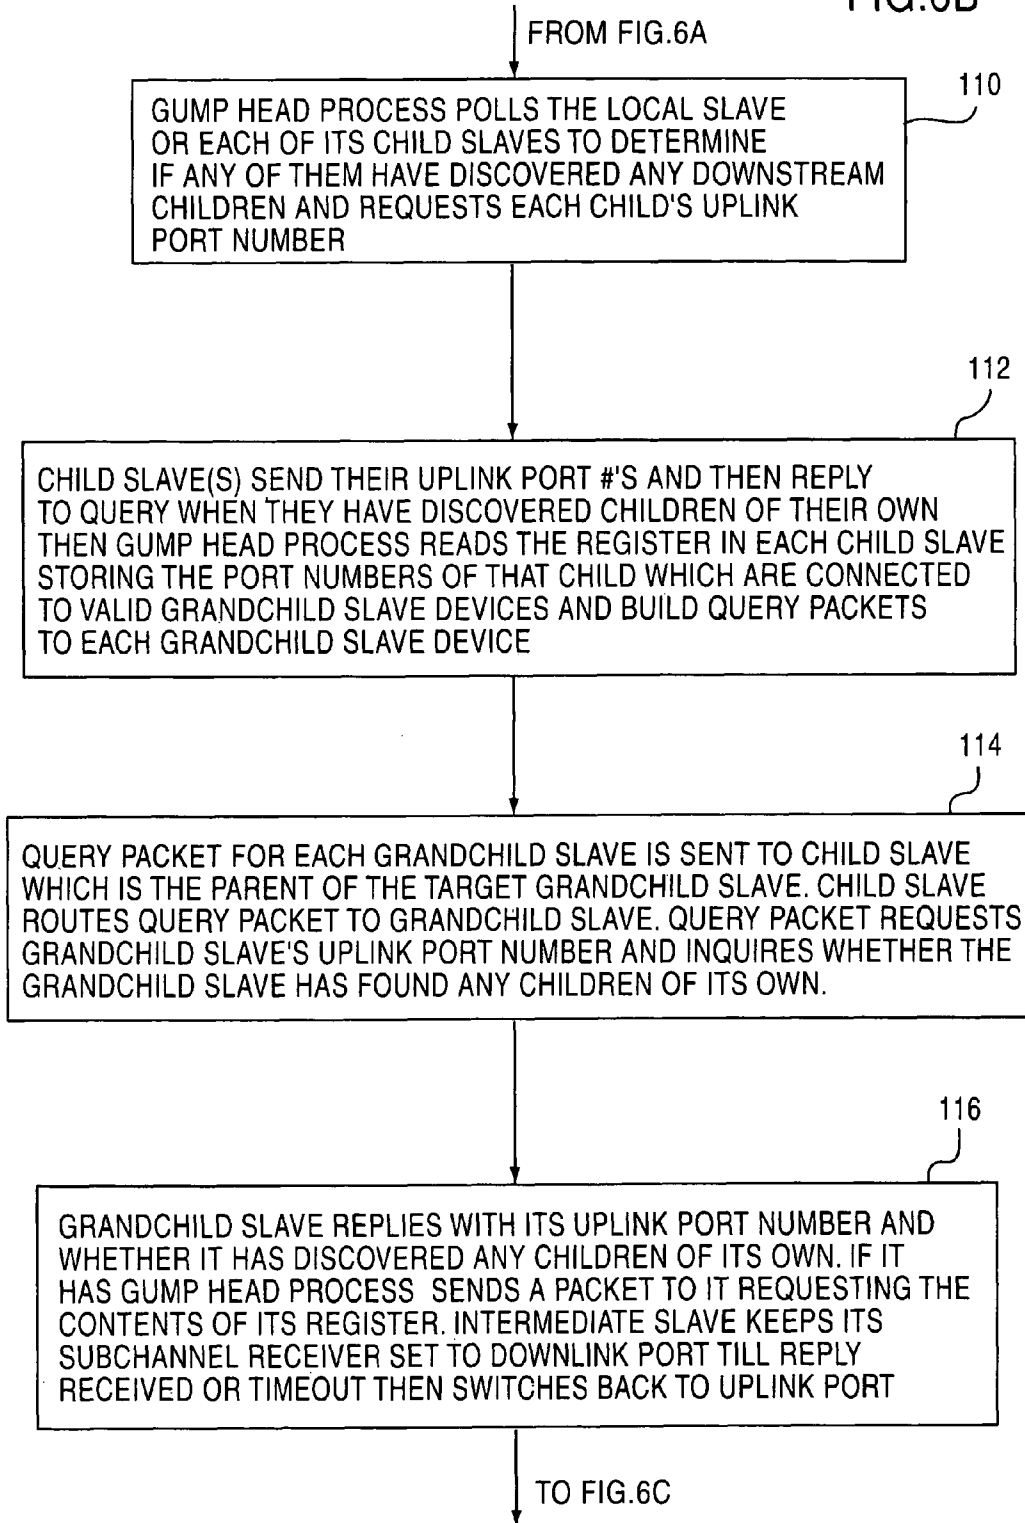 FIG.6B
FROM FIG.6A
110
GUMP HEAD PROCESS POLLS THE LOCAL SLAVE
OR EACH OF ITS CHILD SLAVES TO DETERMINE
IF ANY OF THEM HAVE DISCOVERED ANY DOWNSTREAM
CHILDREN AND REQUESTS EACH CHILD'S UPLINK
PORT NUMBER
112
CHILD SLAVE(S) SEND THEIR UPLINK PORT #'S AND THEN REPLY
TO QUERY WHEN THEY HAVE DISCOVERED CHILDREN OF THEIR OWN
THEN GUMP HEAD PROCESS READS THE REGISTER IN EACH CHILD SLAVE
STORING THE PORT NUMBERS OF THAT CHILD WHICH ARE CONNECTED
TO VALID GRANDCHILD SLAVE DEVICES AND BUILD QUERY PACKETS
TO EACH GRANDCHILD SLAVE DEVICE
114
QUERY PACKET FOR EACH GRANDCHILD SLAVE IS SENT TO CHILD SLAVE
WHICH IS THE PARENT OF THE TARGET GRANDCHILD SLAVE. CHILD SLAVE
ROUTES QUERY PACKET TO GRANDCHILD SLAVE. QUERY PACKET REQUESTS
GRANDCHILD SLAVE'S UPLINK PORT NUMBER AND INQUIRES WHETHER THE
GRANDCHILD SLAVE HAS FOUND ANY CHILDREN OF ITS OWN.
116
GRANDCHILD SLAVE REPLIES WITH ITS UPLINK PORT NUMBER AND
WHETHER IT HAS DISCOVERED ANY CHILDREN OF ITS OWN. IF IT
HAS GUMP HEAD PROCESS SENDS A PACKET TO IT REQUESTING THE
CONTENTS OF ITS REGISTER. INTERMEDIATE SLAVE KEEPS ITS
SUBCHANNEL RECEIVER SET TO DOWNLINK PORT TILL REPLY
RECEIVED OR TIMEOUT THEN SWITCHES BACK TO UPLINK PORT
TO FIG.6C